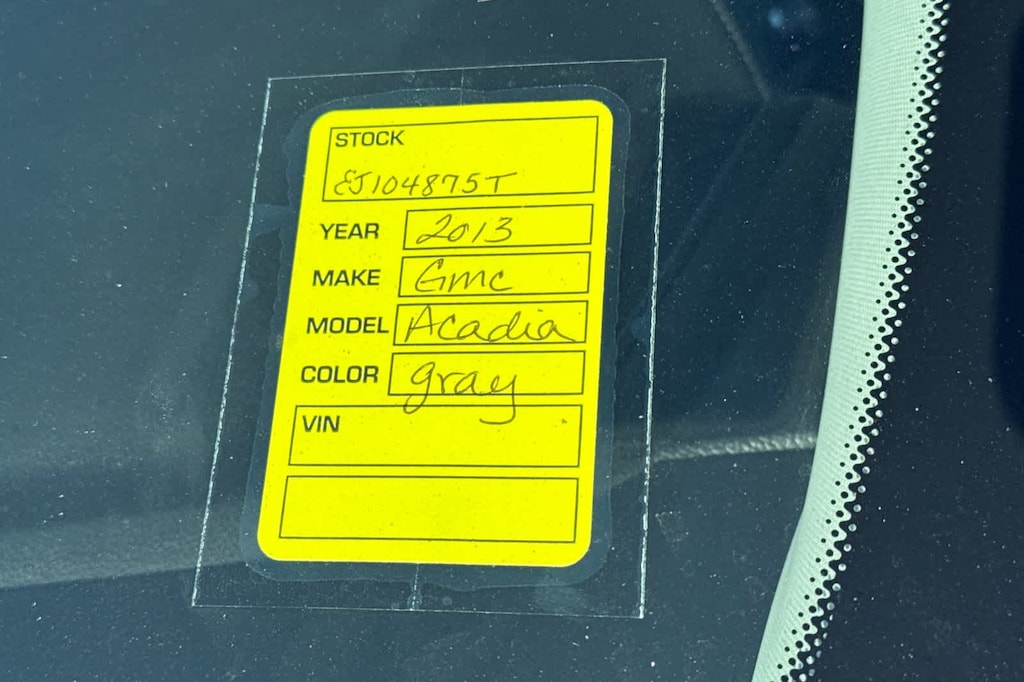 STOCK
EJ104875T
YEAR 2013
MAKE Gmc
MODEL Acadia
COLOR gray
VIN